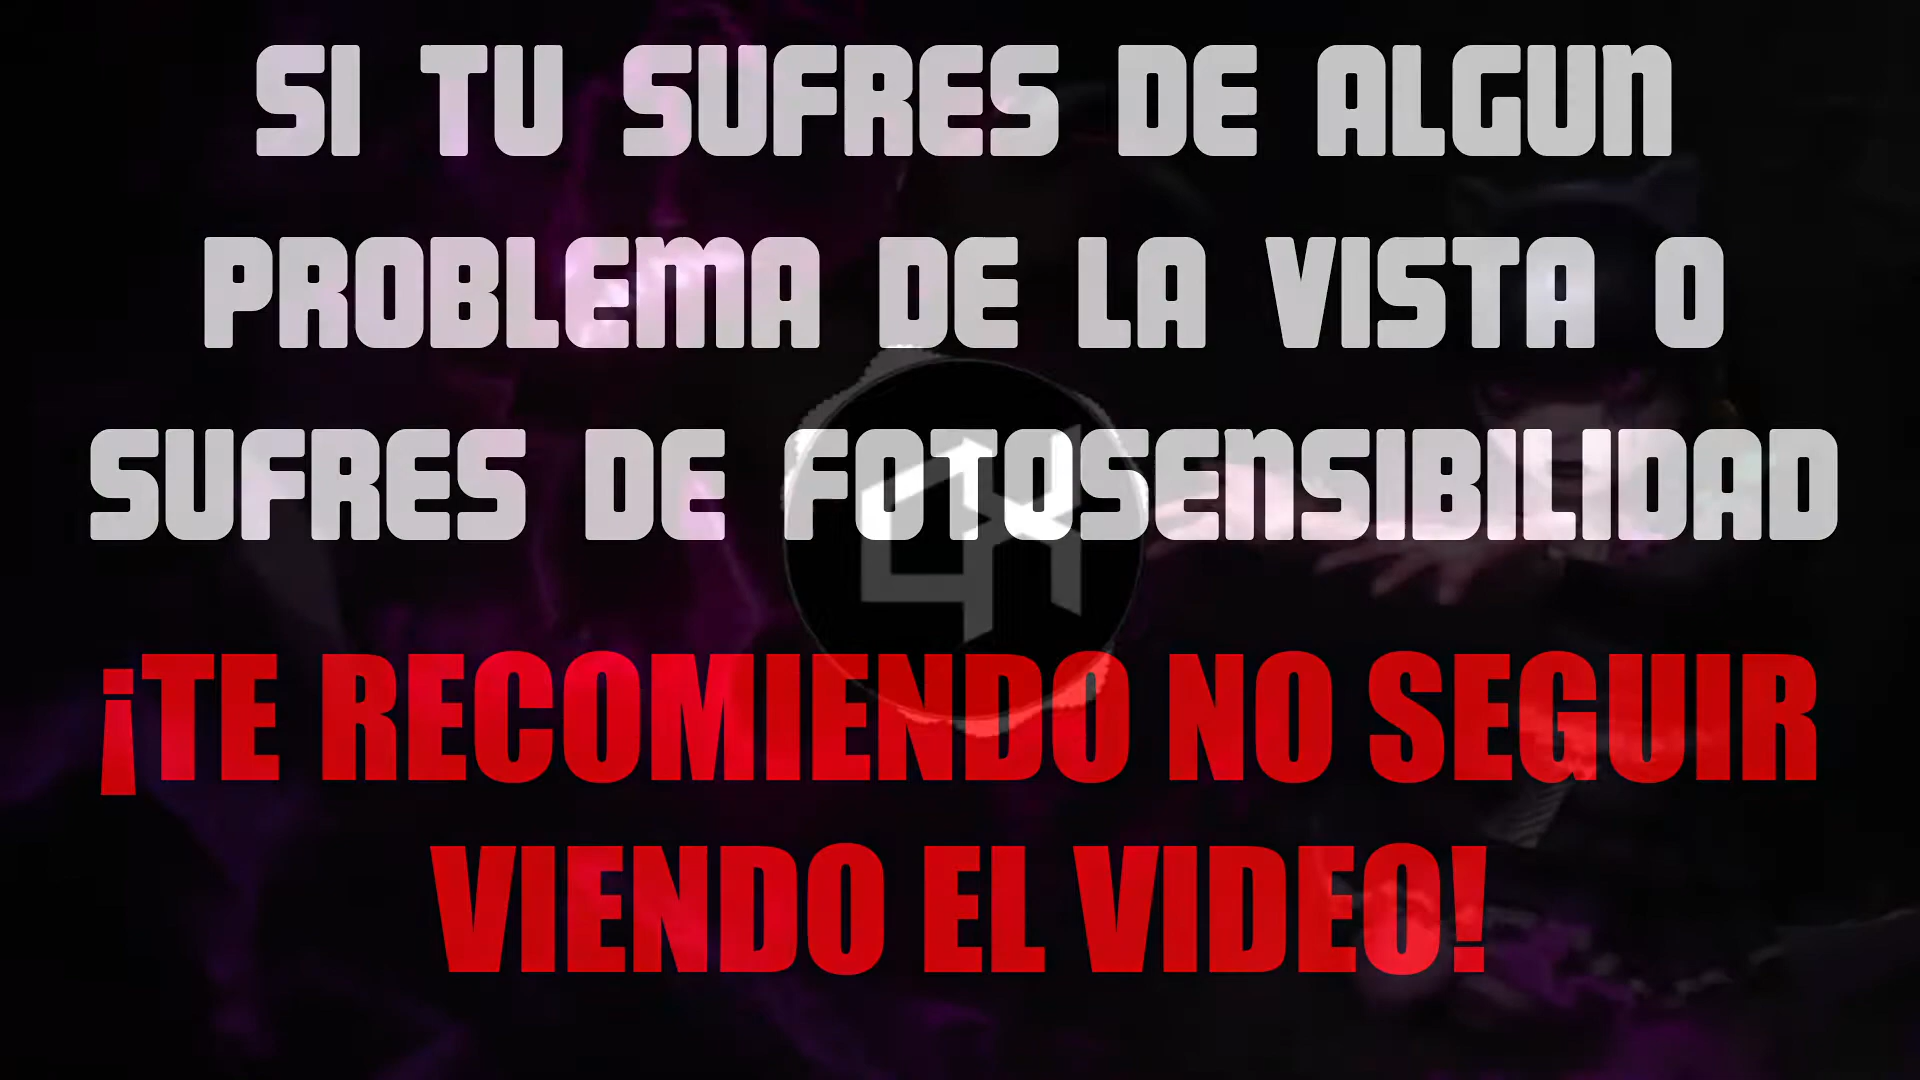 SI TU SUFRES DE ALGUN
PROBLEMA DE LA VISTA O
SUFRES DE FOTOSENSIBILIDAD
¡TE RECOMIENDO NO SEGUIR
VIENDO EL VIDEO!